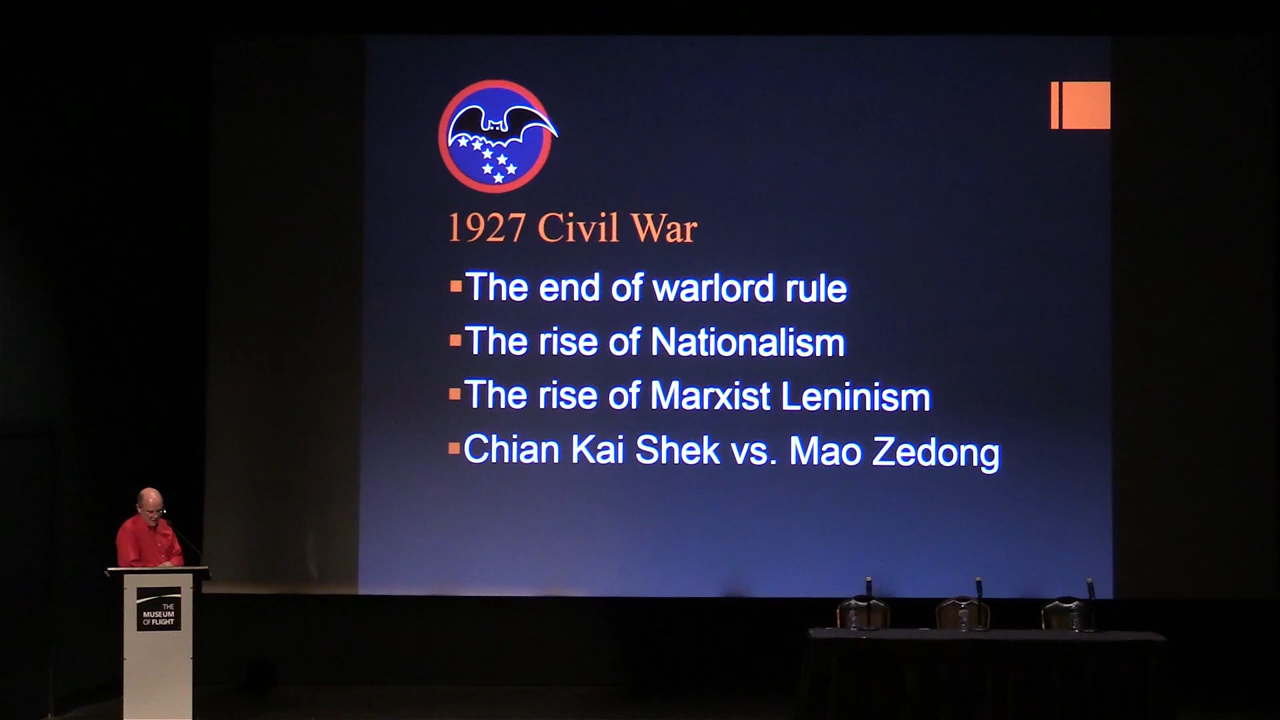 1927 Civil War
The end of warlord rule
The rise of Nationalism
The rise of Marxist Leninism
Chian Kai Shek vs. Mao Zedong
THE
MUSEUM
OF FLIGHT